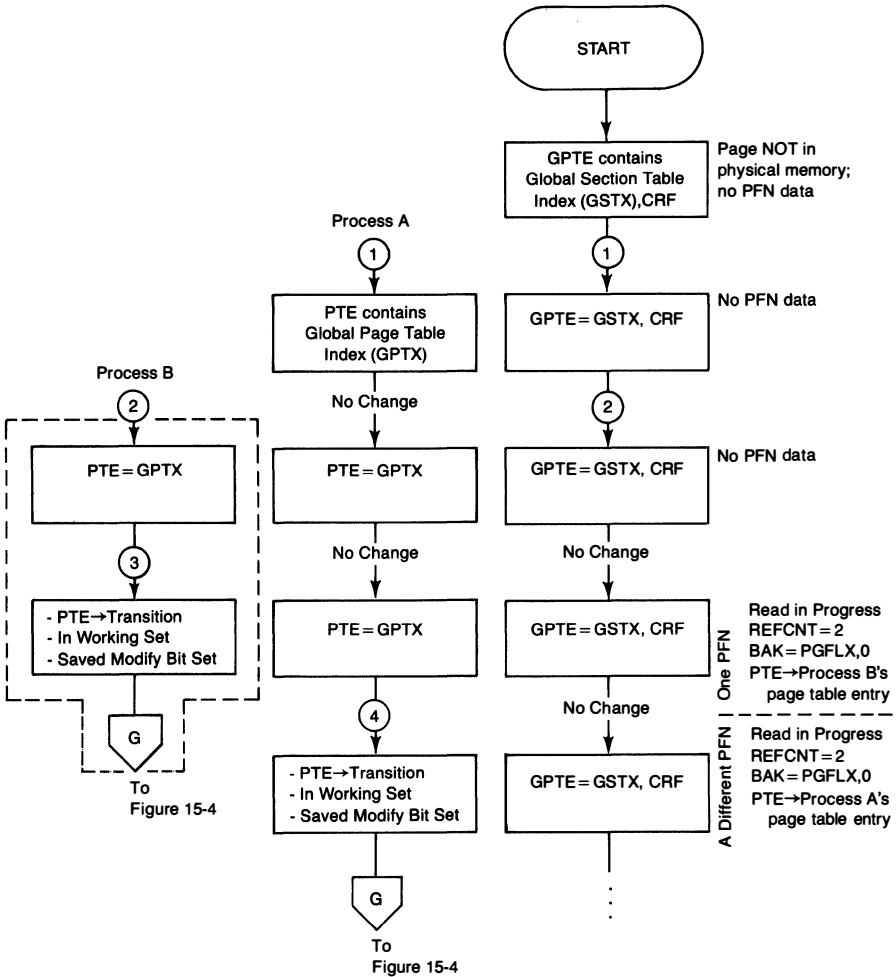 START
GPTE contains
Global Section Table
Index (GSTX),CRF
Page NOT in
physical memory;
no PFN data
Process A
1
1
PTE contains
Global Page Table
Index (GPTX)
GPTE=GSTX, CRF
No PFN data
Process B
No Change
2
2
PTE=GPTX
PTE=GPTX
GPTE=GSTX, CRF
No PFN data
3
No Change
No Change
- PTE→Transition
- In Working Set
- Saved Modify Bit Set
PTE=GPTX
GPTE=GSTX, CRF
One PFN
Read in Progress
REFCNT=2
BAK=PGFLX,0
PTE→Process B's
page table entry
G
To
Figure 15-4
4
No Change
- PTE→Transition
- In Working Set
- Saved Modify Bit Set
GPTE=GSTX, CRF
A Different PFN
Read in Progress
REFCNT=2
BAK=PGFLX,0
PTE→Process A's
page table entry
G
To
Figure 15-4